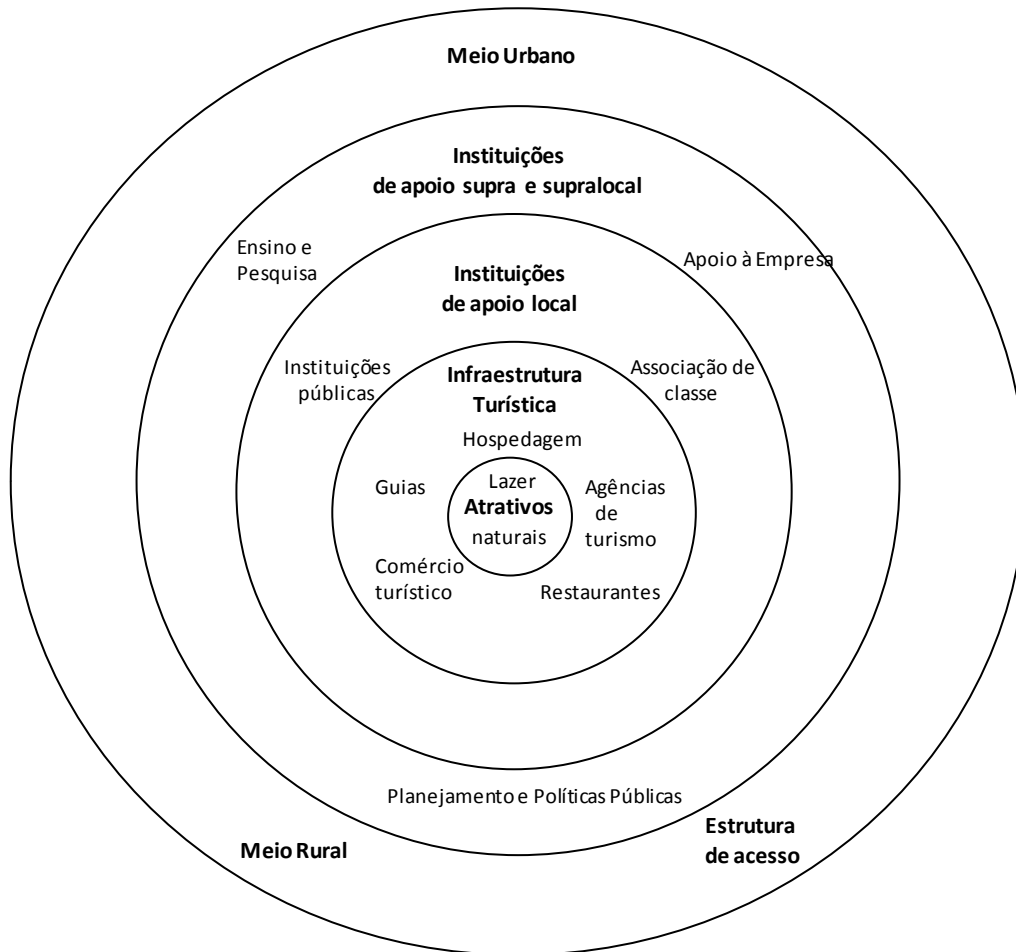 Meio Urbano
Instituições
de apoio supra e supralocal
Ensino e
Pesquisa
Apoio à Empresa
Instituições
de apoio local
Instituições
públicas
Associação de
classe
Infraestrutura
Turística
Hospedagem
Guias
Lazer
Atrativos
naturais
Agências
de
turismo
Comércio
turístico
Restaurantes
Planejamento e Políticas Públicas
Meio Rural
Estrutura
de acesso